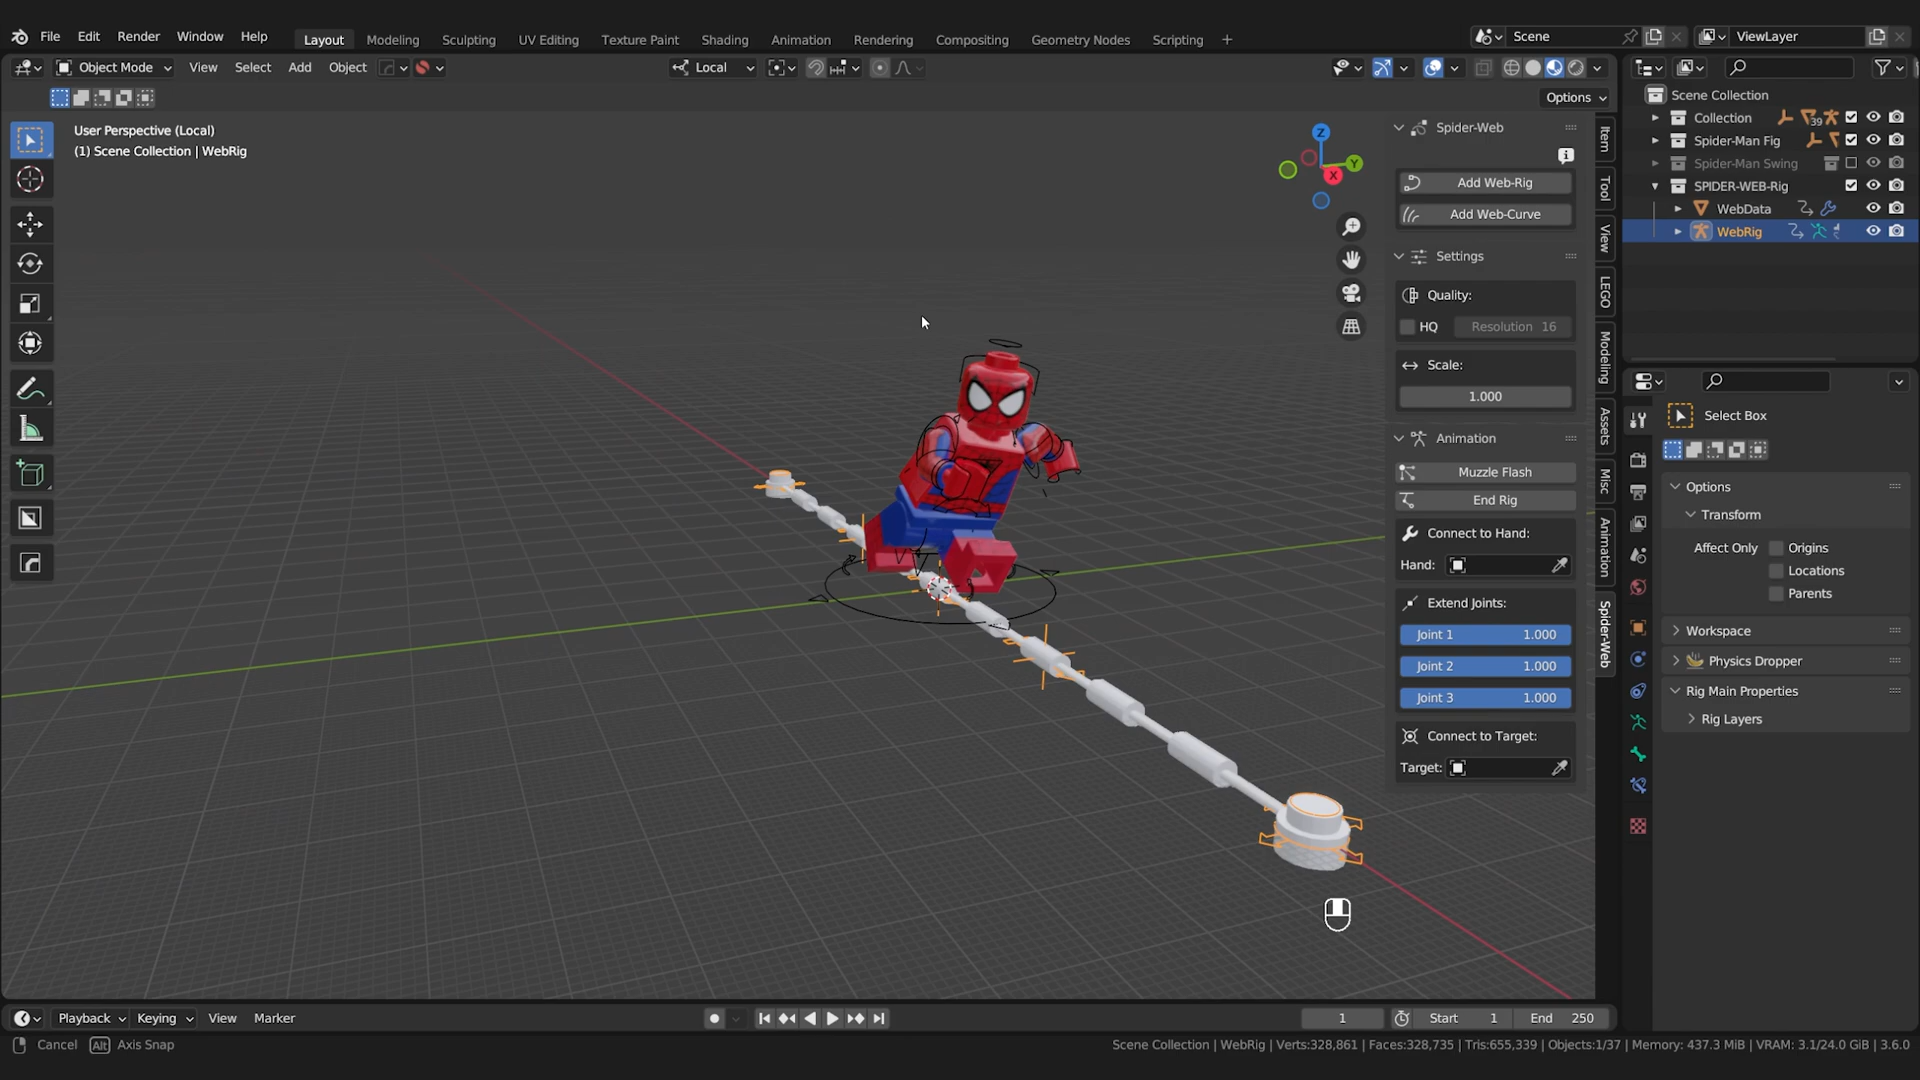 File Edit Render Window Help Layout Modeling Sculpting UV Editing Texture Paint Shading Animation Rendering Compositing Geometry Nodes Scripting + Scene ViewLayer
Object Mode View Select Add Object Local
Options
User Perspective (Local)
(1) Scene Collection | WebRig
Z
Y
X
Spider-Web
Add Web-Rig
Add Web-Curve
Settings
Quality:
HQ Resolution 16
Scale:
1.000
Animation
Muzzle Flash
End Rig
Connect to Hand:
Hand:
Extend Joints:
Joint 1 1.000
Joint 2 1.000
Joint 3 1.000
Connect to Target:
Target:
Item
Tool
View
LEGO
Modeling
Assets
Misc
Animation
Spider-Web
Scene Collection
Collection 39
Spider-Man Fig
Spider-Man Swing
SPIDER-WEB-Rig
WebData
WebRig
Select Box
Options
Transform
Affect Only Origins
Locations
Parents
Workspace
Physics Dropper
Rig Main Properties
Rig Layers
Playback Keying View Marker 1 Start 1 End 250
Cancel Alt Axis Snap Scene Collection | WebRig | Verts:328,861 | Faces:328,735 | Tris:655,339 | Objects:1/37 | Memory: 437.3 MiB | VRAM: 3.1/24.0 GiB | 3.6.0